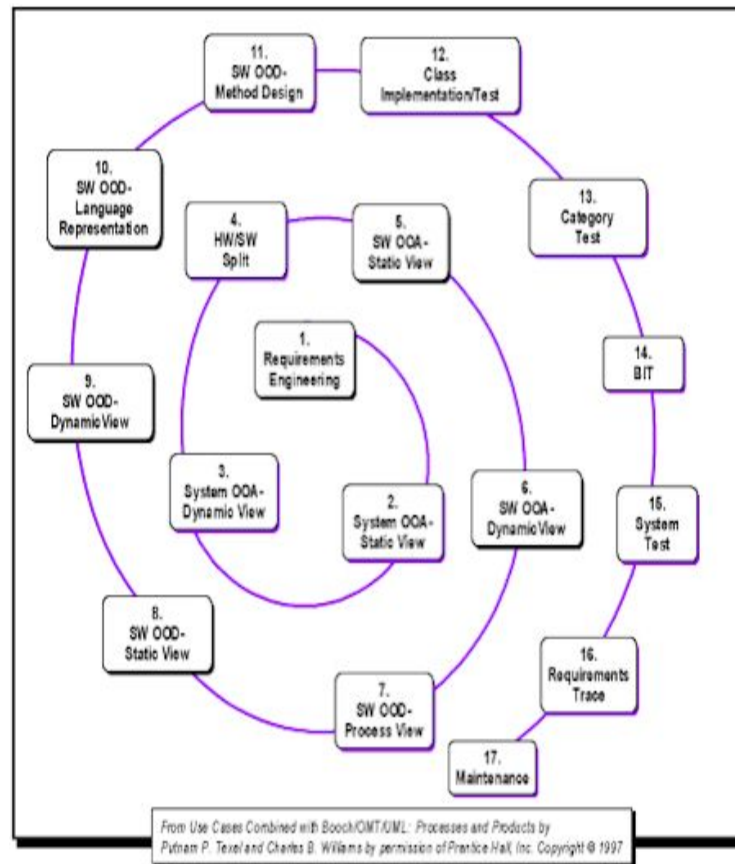 1.
Requirements
Engineering
2.
System OOA-
Static View
3.
System OOA-
Dynamic View
4.
HW/SW
Split
5.
SW OOA-
Static View
6.
SW OOA-
DynamicView
7.
SW OOD-
Process View
8.
SW OOD-
Static View
9.
SW OOD-
DynamicView
10.
SW OOD-
Language
Representation
11.
SW OOD-
Method Design
12.
Class
Implementation/Test
13.
Category
Test
14.
BIT
15.
System
Test
16.
Requirements
Trace
17.
Maintenance
From Use Cases Combined with Booch/OMT/UML: Processes and Products by
Putnam P. Texel and Charles B. Williams by permission of Prentice Hall, Inc. Copyright © 1997